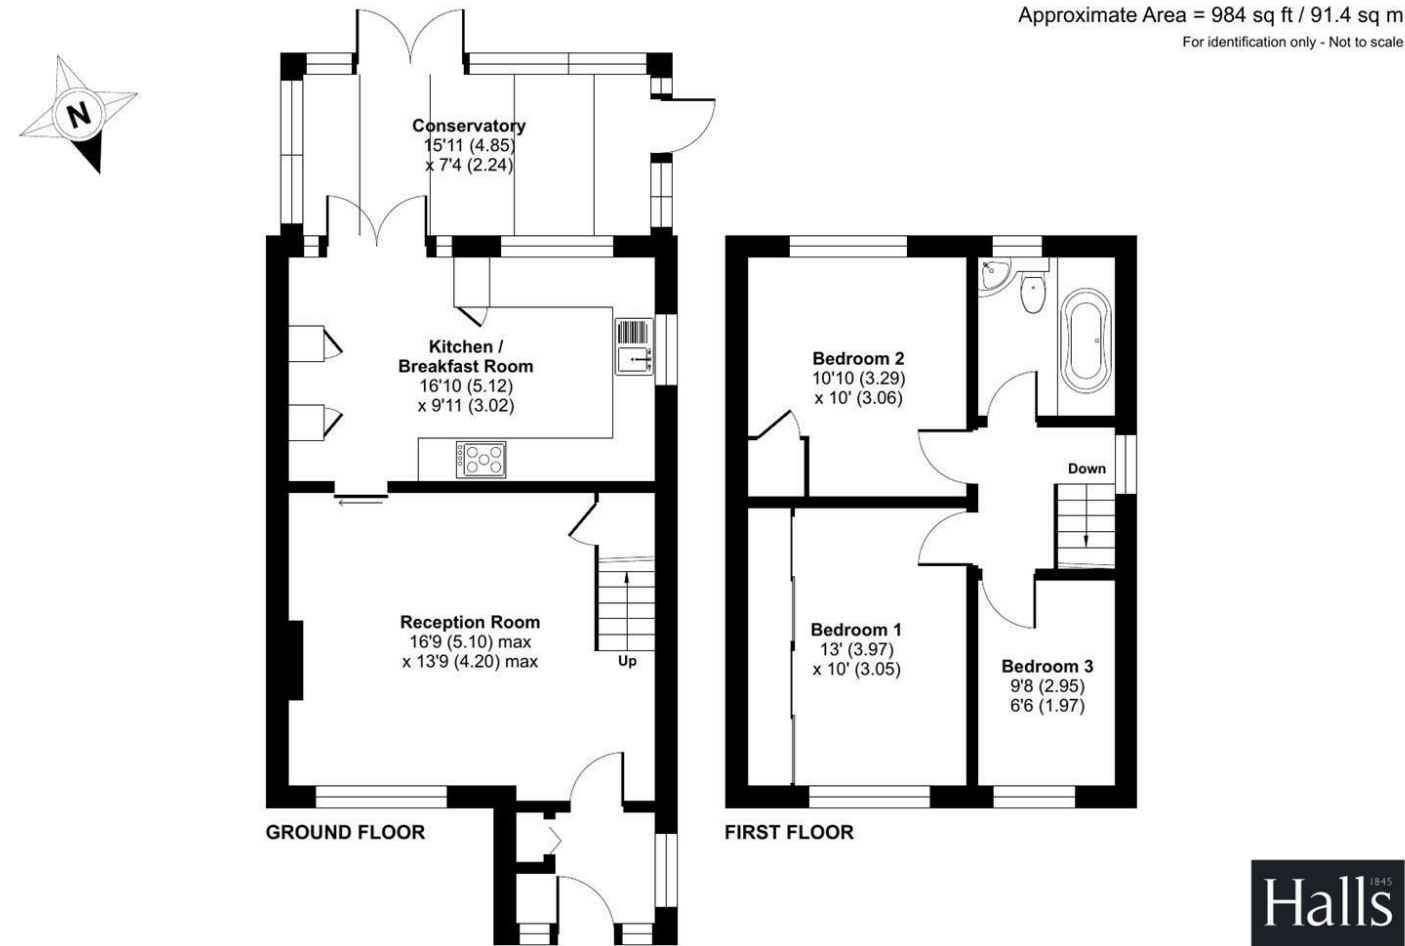 Approximate Area = 984 sq ft / 91.4 sq m
For identification only - Not to scale
N
Conservatory
15'11 (4.85)
x 7'4 (2.24)
Kitchen /
Breakfast Room
16'10 (5.12)
x 9'11 (3.02)
Reception Room
16'9 (5.10) max
x 13'9 (4.20) max
Up
GROUND FLOOR
Bedroom 2
10'10 (3.29)
x 10' (3.06)
Down
Bedroom 1
13' (3.97)
x 10' (3.05)
Bedroom 3
9'8 (2.95)
6'6 (1.97)
FIRST FLOOR
1845
Halls